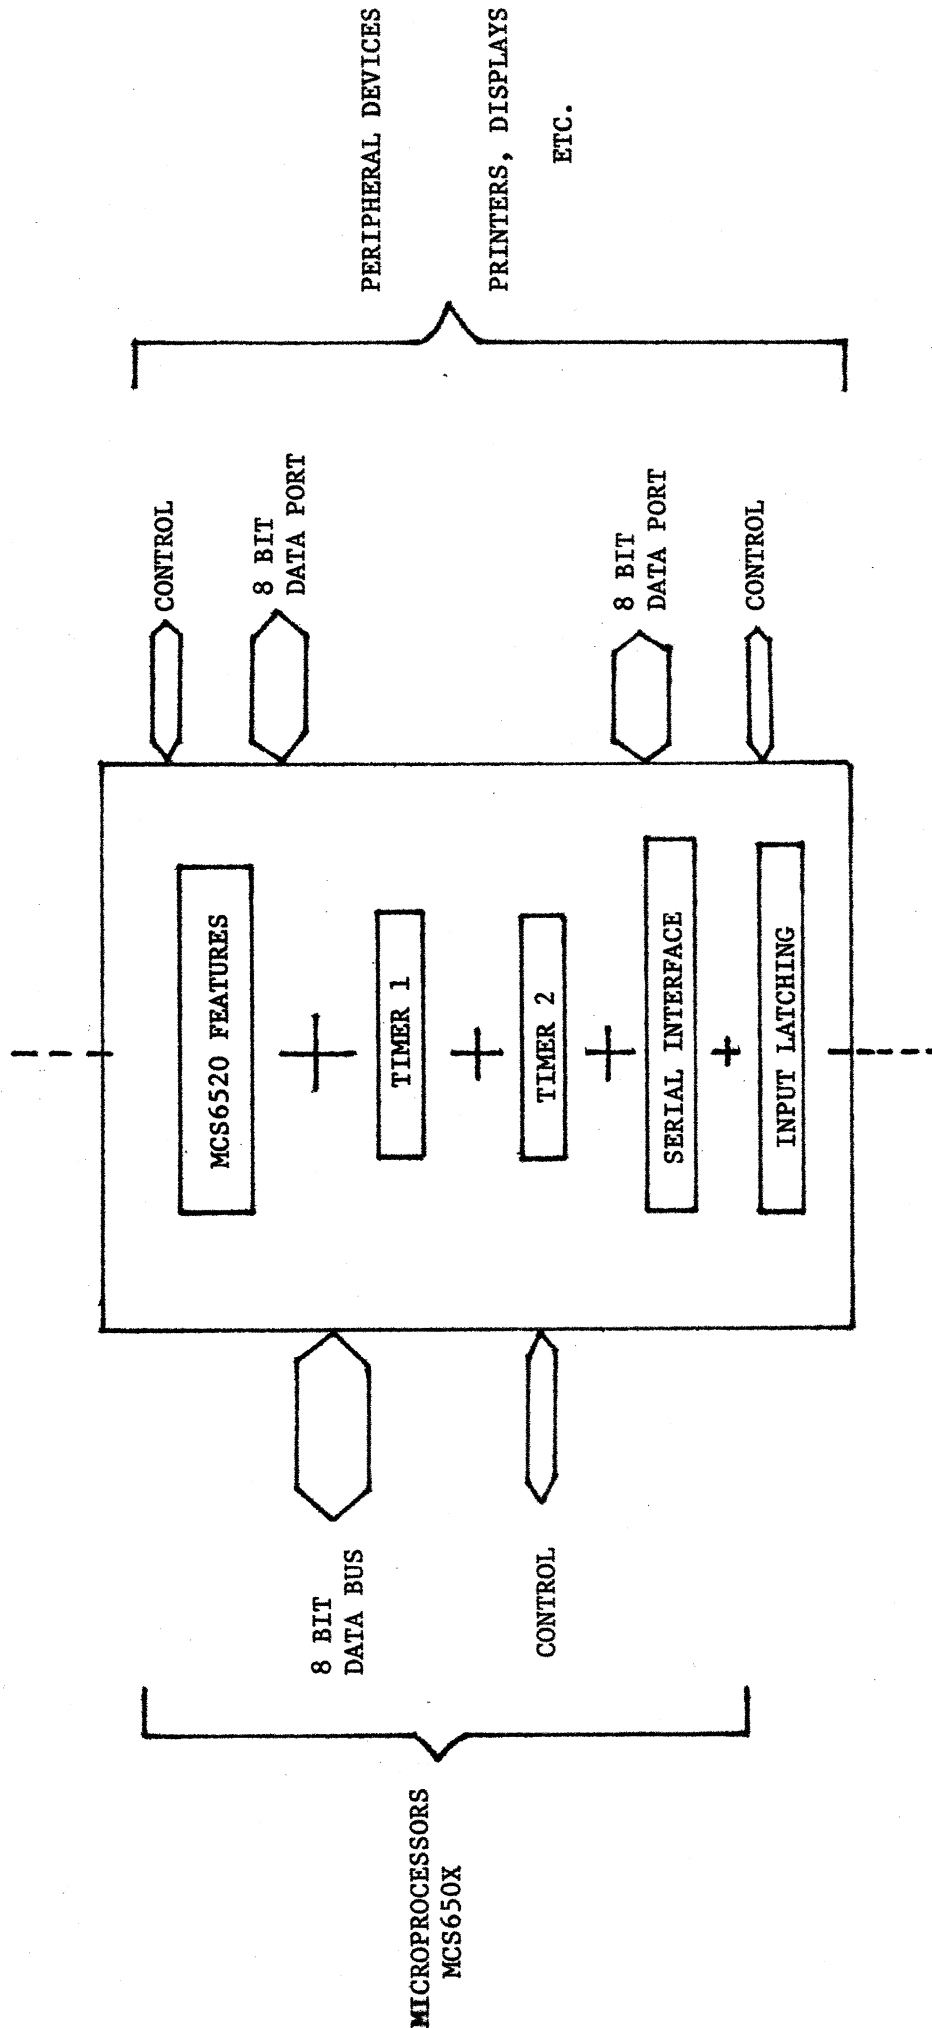 MICROPROCESSORS
MCS650X
8 BIT
DATA BUS
CONTROL
MCS6520 FEATURES
+
TIMER 1
+
TIMER 2
+
SERIAL INTERFACE
+
INPUT LATCHING
CONTROL
8 BIT
DATA PORT
8 BIT
DATA PORT
CONTROL
PERIPHERAL DEVICES
PRINTERS, DISPLAYS
ETC.